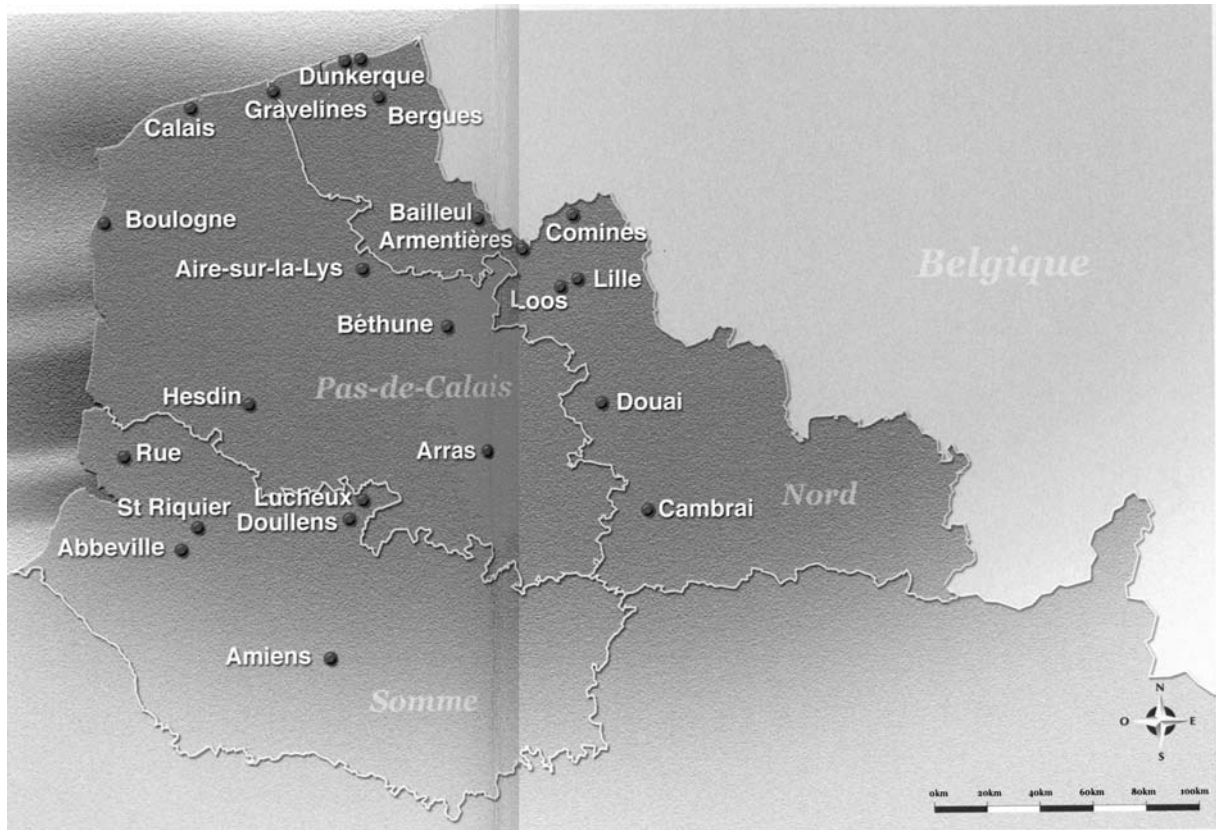 Dunkerque
Gravelines
Bergues
Calais
Boulogne
Bailleul
Armentières
Comines
Aire-sur-la-Lys
Lille
Loos
Belgique
Béthune
Pas-de-Calais
Hesdin
Douai
Rue
Arras
Nord
Lucheux
St Riquier
Doullens
Cambrai
Abbeville
Amiens
Somme
N
O E
S
0km 20km 40km 60km 80km 100km